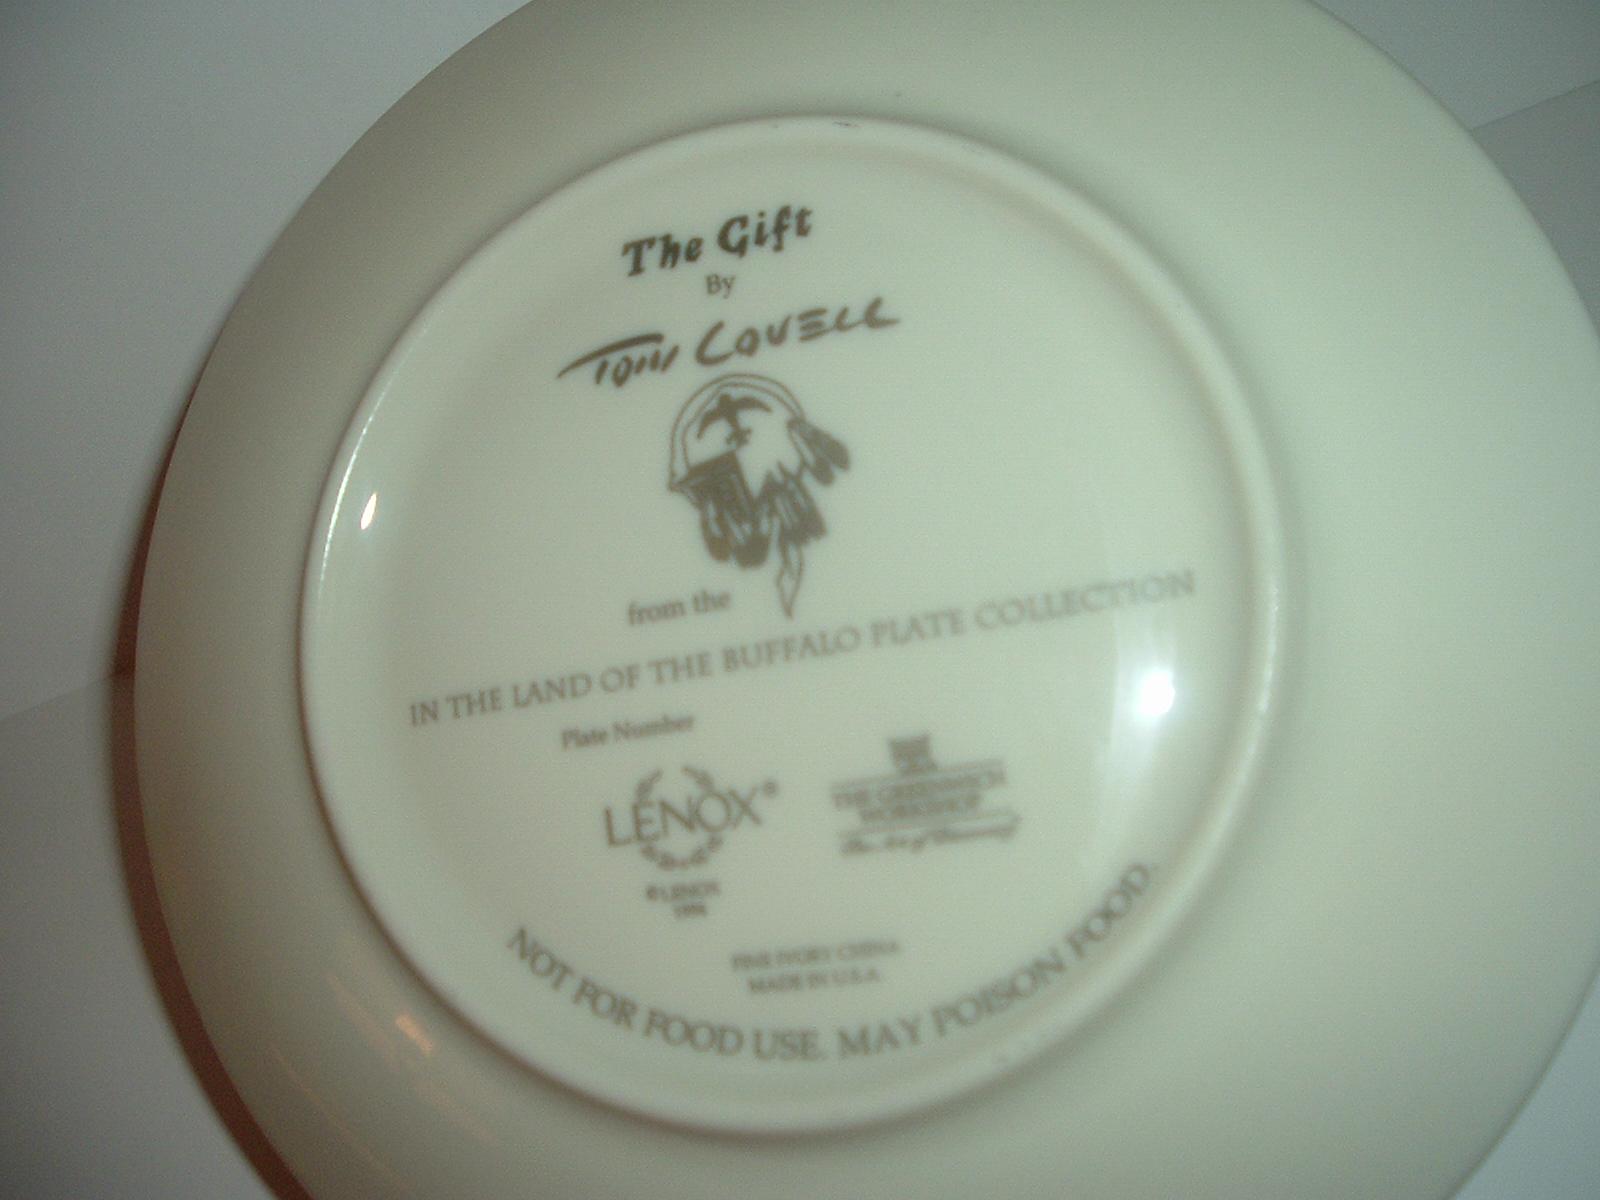 The Gift
By
Tom Lovell
from the
IN THE LAND OF THE BUFFALO PLATE COLLECTION
Plate Number
LENOX®
THE GREENWICH
WORKSHOP
© LENOX
FINE IVORY CHINA
MADE IN U.S.A.
NOT FOR FOOD USE. MAY POISON FOOD.